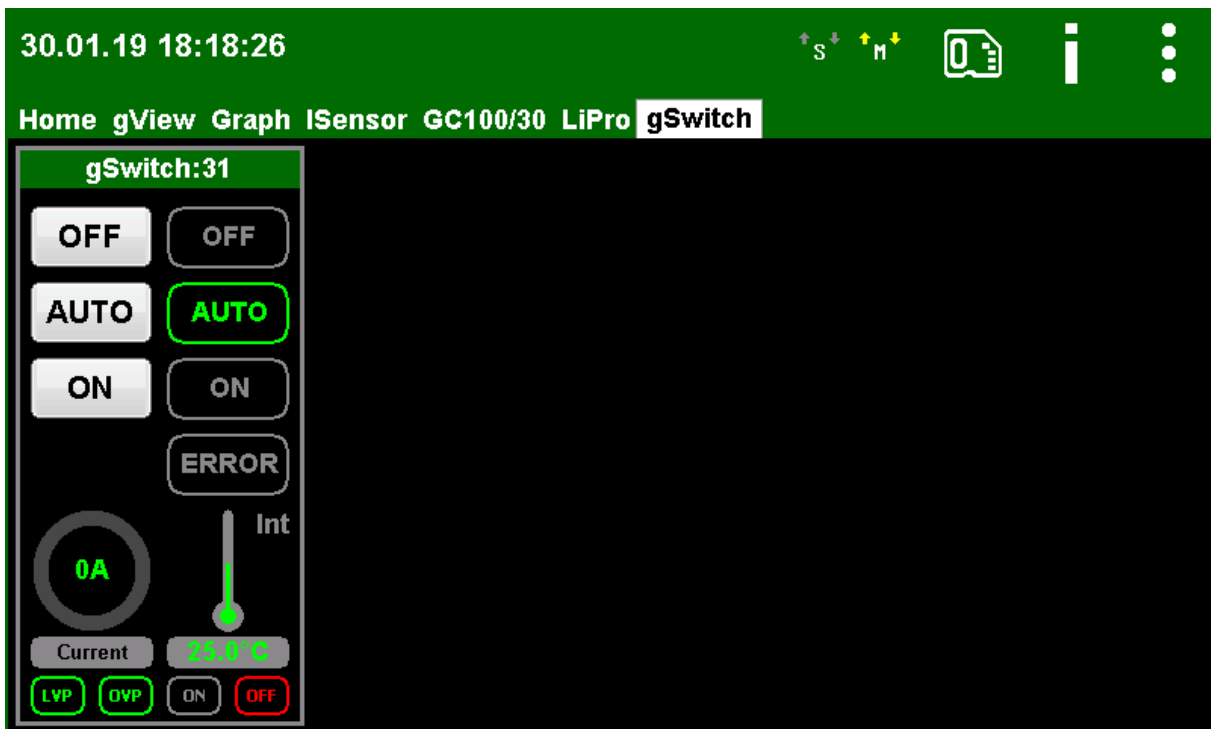 30.01.19 18:18:26 S M 0 i
Home gView Graph ISensor GC100/30 LiPro gSwitch
gSwitch:31
OFF OFF
AUTO AUTO
ON ON
ERROR
Int
0A
Current 25.0°C
LVP OVP ON OFF